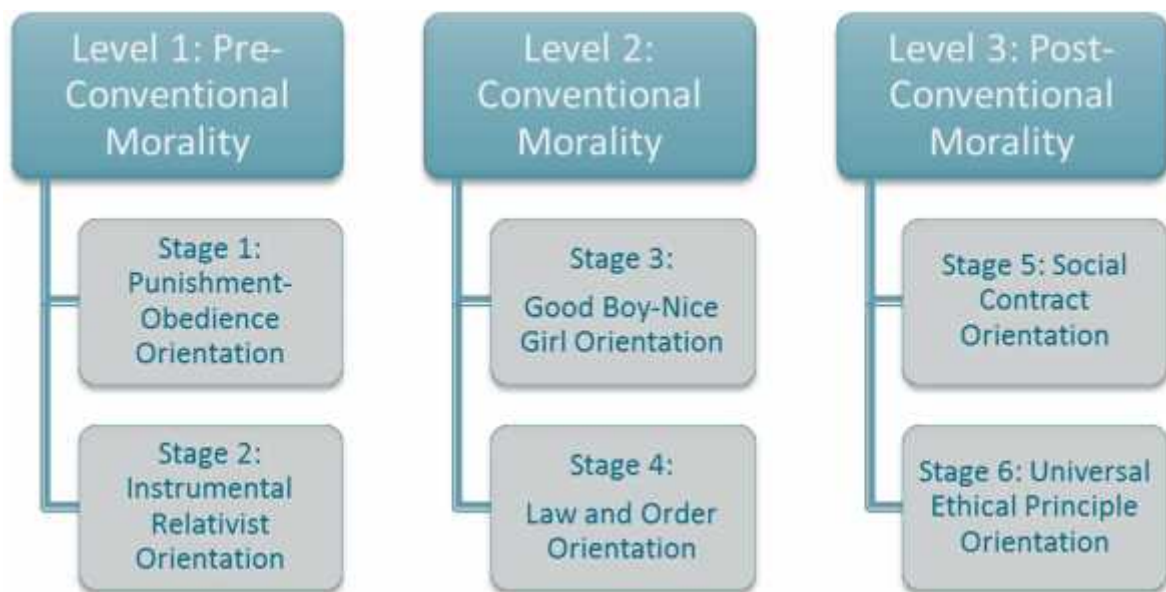 Level 1: Pre-
Conventional
Morality
Stage 1:
Punishment-
Obedience
Orientation
Stage 2:
Instrumental
Relativist
Orientation
Level 2:
Conventional
Morality
Stage 3:
Good Boy-Nice
Girl Orientation
Stage 4:
Law and Order
Orientation
Level 3: Post-
Conventional
Morality
Stage 5: Social
Contract
Orientation
Stage 6: Universal
Ethical Principle
Orientation